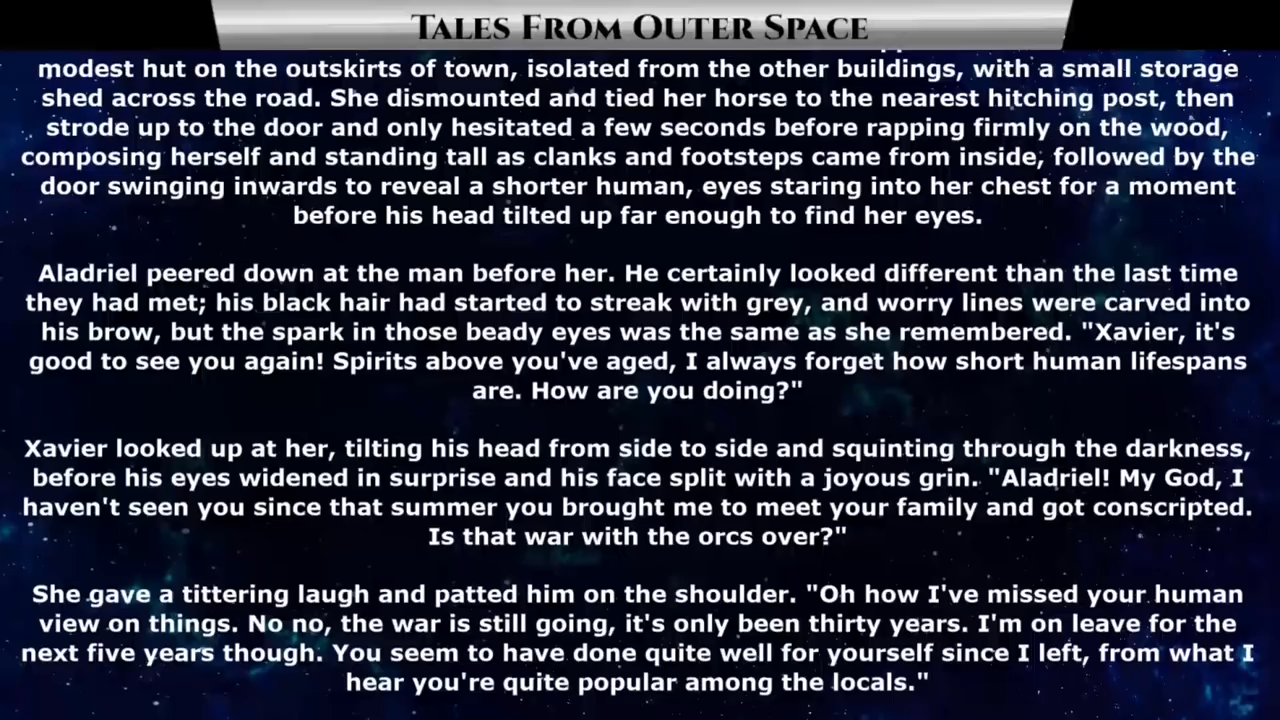 Tales From Outer Space
modest hut on the outskirts of town, isolated from the other buildings, with a small storage
shed across the road. She dismounted and tied her horse to the nearest hitching post, then
strode up to the door and only hesitated a few seconds before rapping firmly on the wood,
composing herself and standing tall as clanks and footsteps came from inside, followed by the
door swinging inwards to reveal a shorter human, eyes staring into her chest for a moment
before his head tilted up far enough to find her eyes.
Aladriel peered down at the man before her. He certainly looked different than the last time
they had met; his black hair had started to streak with grey, and worry lines were carved into
his brow, but the spark in those beady eyes was the same as she remembered. "Xavier, it's
good to see you again! Spirits above you've aged, I always forget how short human lifespans
are. How are you doing?"
Xavier looked up at her, tilting his head from side to side and squinting through the darkness,
before his eyes widened in surprise and his face split with a joyous grin. "Aladriel! My God, I
haven't seen you since that summer you brought me to meet your family and got conscripted.
Is that war with the orcs over?"
She gave a tittering laugh and patted him on the shoulder. "Oh how I've missed your human
view on things. No no, the war is still going, it's only been thirty years. I'm on leave for the
next five years though. You seem to have done quite well for yourself since I left, from what I
hear you're quite popular among the locals."